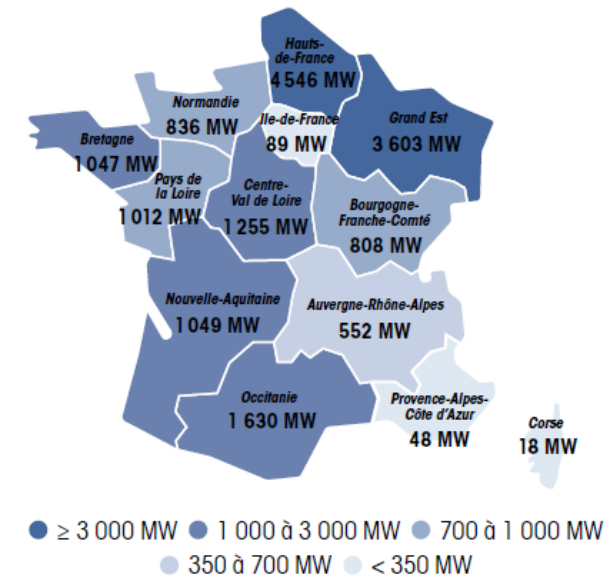 Hauts-
de-France
4 546 MW
Normandie
836 MW
Ile-de-France
89 MW
Grand Est
3 603 MW
Bretagne
1 047 MW
Pays de
la Loire
1 012 MW
Centre-
Val de Loire
1 255 MW
Bourgogne-
Franche-Comté
808 MW
Nouvelle-Aquitaine
1 049 MW
Auvergne-Rhône-Alpes
552 MW
Occitanie
1 630 MW
Provence-Alpes-
Côte d'Azur
48 MW
Corse
18 MW
≥ 3 000 MW 1 000 à 3 000 MW 700 à 1 000 MW
350 à 700 MW < 350 MW